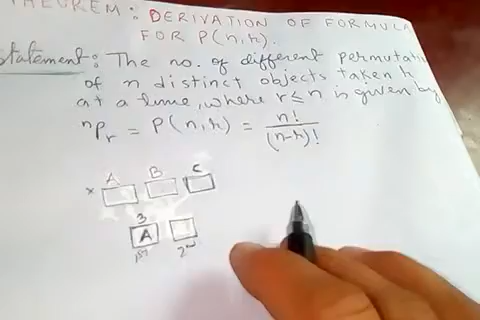 THEOREM: DERIVATION OF FORMULA
FOR P(n,r).
Statement: The no. of different permutati
of n distinct objects taken r
at a time, where r≤n is given by
ⁿPᵣ = P(n,r) = n!/(n-r)!
A B C
×
3
A
1st 2nd